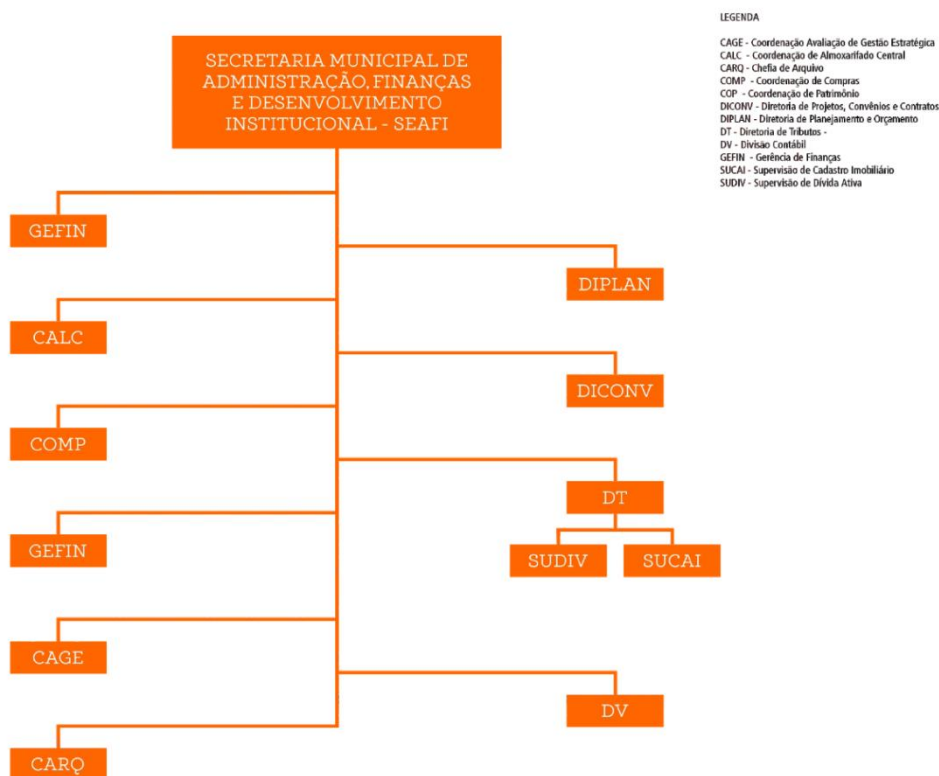 SECRETARIA MUNICIPAL DE
ADMINISTRAÇÃO, FINANÇAS
E DESENVOLVIMENTO
INSTITUCIONAL - SEAFI
LEGENDA
CAGE - Coordenação Avaliação de Gestão Estratégica
CALC - Coordenação de Almoxarifado Central
CARQ - Chefia de Arquivo
COMP - Coordenação de Compras
COP - Coordenação de Patrimônio
DICONV - Diretoria de Projetos, Convênios e Contratos
DIPLAN - Diretoria de Planejamento e Orçamento
DT - Diretoria de Tributos -
DV - Divisão Contábil
GEFIN - Gerência de Finanças
SUCAI - Supervisão de Cadastro Imobiliário
SUDIV - Supervisão de Dívida Ativa
GEFIN
DIPLAN
CALC
DICONV
COMP
DT
GEFIN
SUDIV
SUCAI
CAGE
DV
CARQ